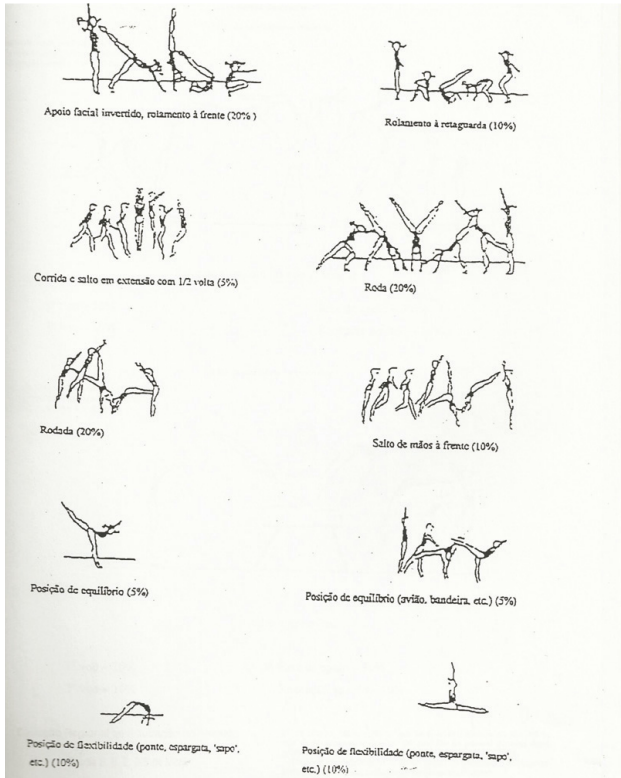 Apoio facial invertido, rolamento à frente (20% )
Rolamento à retaguarda (10%)
Corrida e salto em extensão com 1/2 volta (5%)
Roda (20%)
Rodada (20%)
Salto de mãos à frente (10%)
Posição de equilíbrio (5%)
Posição de equilíbrio (avião, bandeira, etc.) (5%)
Posição de flexibilidade (ponte, espargata, 'sapo',
etc.) (10%)
Posição de flexibilidade (ponte, espargata, 'sapo',
etc.) (10%)